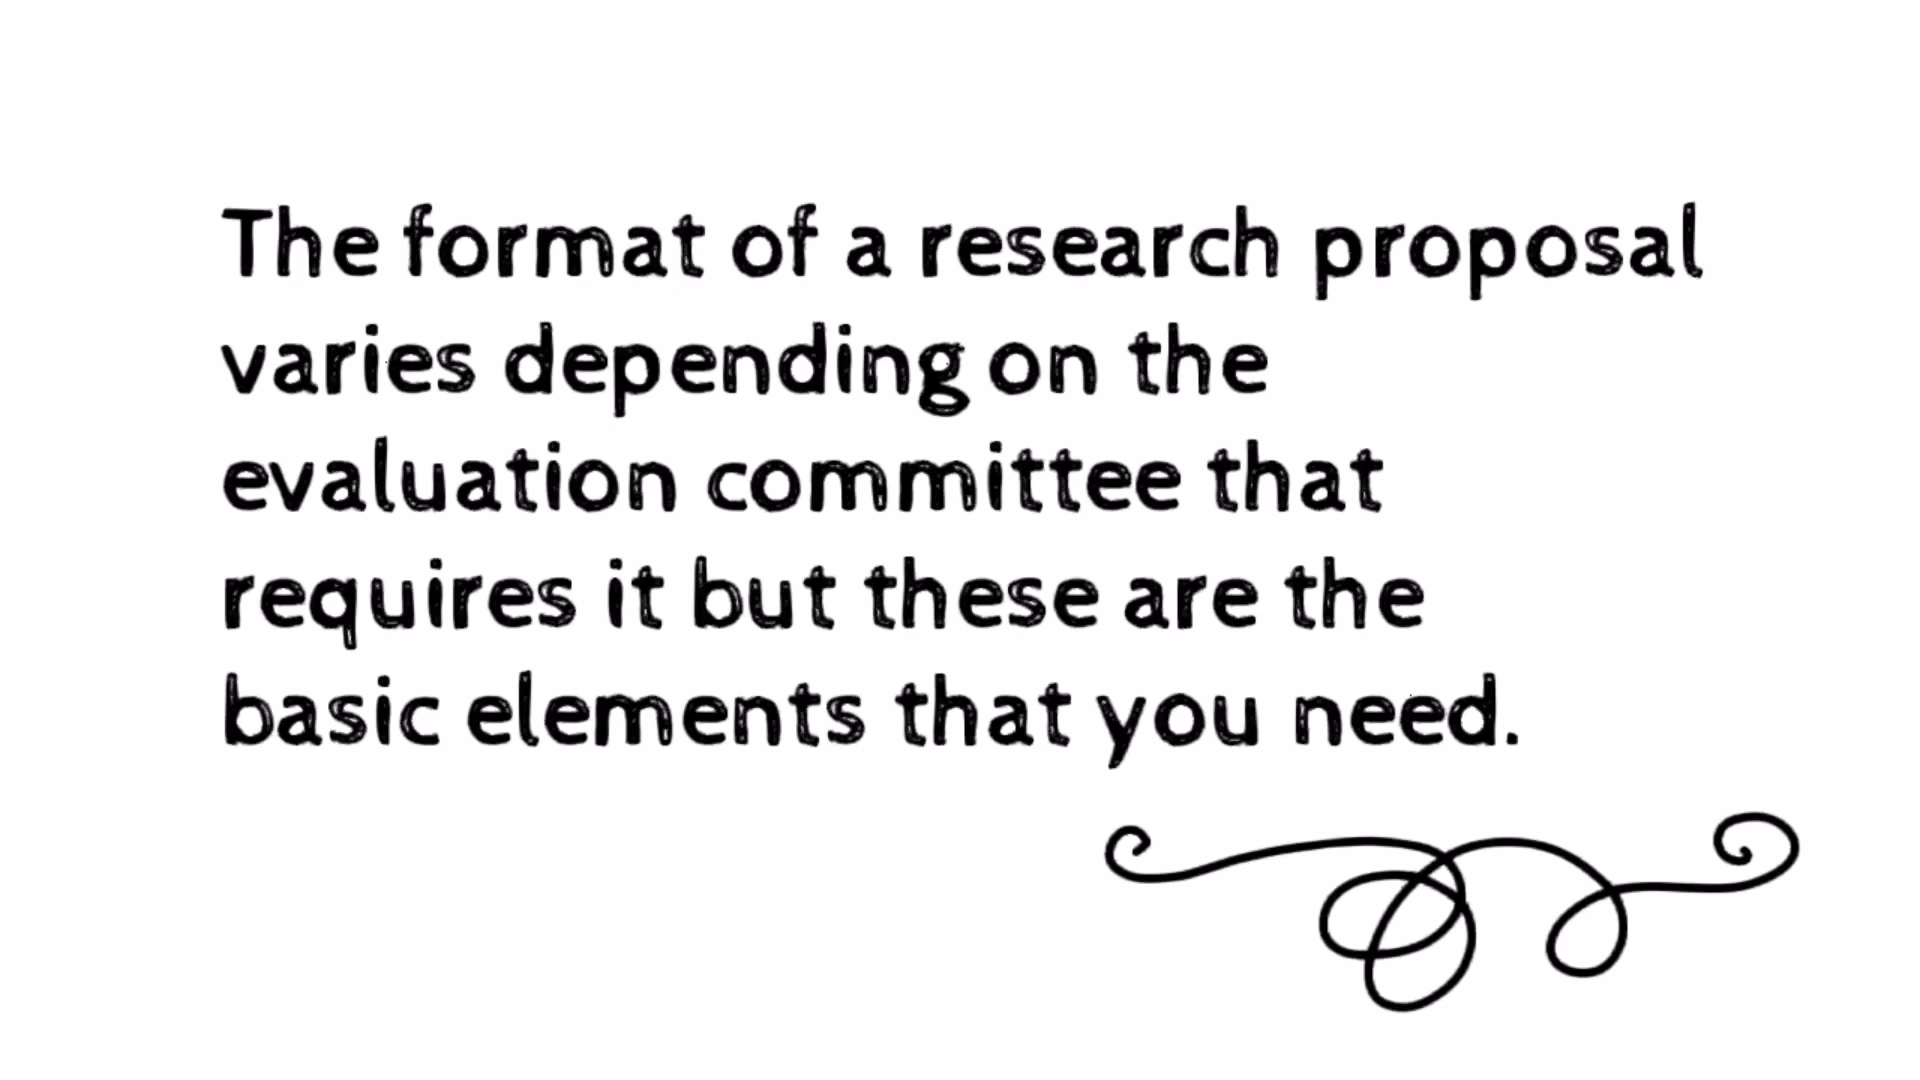 The format of a research proposal
varies depending on the
evaluation committee that
requires it but these are the
basic elements that you need.